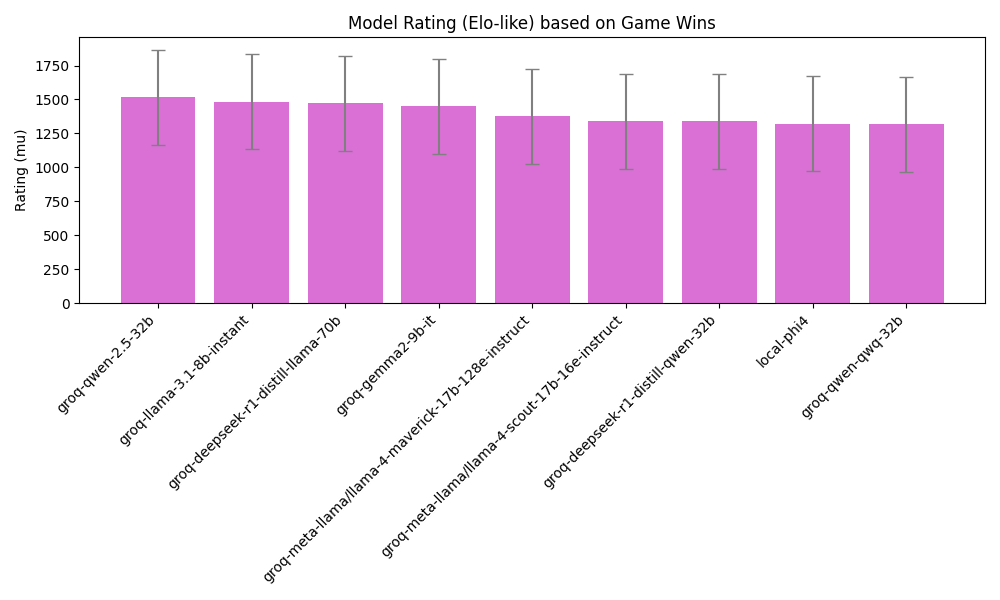 Model Rating (Elo-like) based on Game Wins
Rating (mu)
1750
1500
1250
1000
750
500
250
0
groq-qwen-2.5-32b
groq-llama-3.1-8b-instant
groq-deepseek-r1-distill-llama-70b
groq-gemma2-9b-it
groq-meta-llama/llama-4-maverick-17b-128e-instruct
groq-meta-llama/llama-4-scout-17b-16e-instruct
groq-deepseek-r1-distill-qwen-32b
local-phi4
groq-qwen-qwq-32b